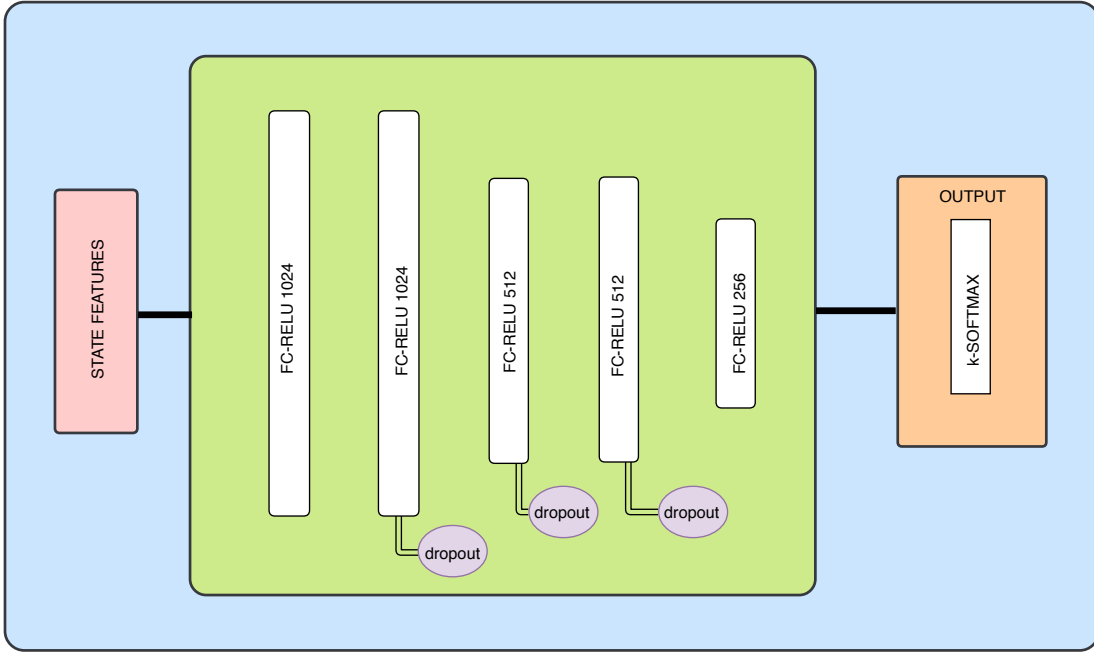 STATE FEATURES
FC-RELU 1024
FC-RELU 1024
dropout
FC-RELU 512
dropout
FC-RELU 512
dropout
FC-RELU 256
OUTPUT
k-SOFTMAX